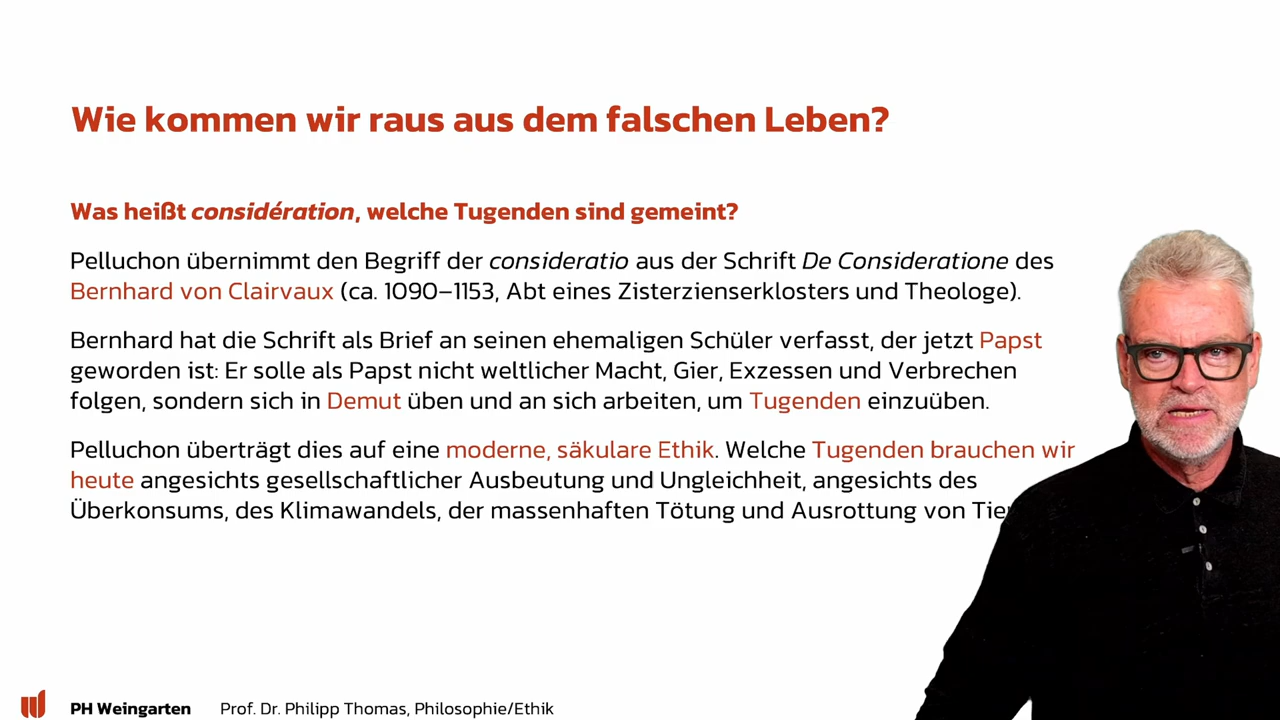 Wie kommen wir raus aus dem falschen Leben?
Was heißt considération, welche Tugenden sind gemeint?
Pelluchon übernimmt den Begriff der consideratio aus der Schrift De Consideratione des
Bernhard von Clairvaux (ca. 1090–1153, Abt eines Zisterzienserklosters und Theologe).
Bernhard hat die Schrift als Brief an seinen ehemaligen Schüler verfasst, der jetzt Papst
geworden ist: Er solle als Papst nicht weltlicher Macht, Gier, Exzessen und Verbrechen
folgen, sondern sich in Demut üben und an sich arbeiten, um Tugenden einzuüben.
Pelluchon überträgt dies auf eine moderne, säkulare Ethik. Welche Tugenden brauchen wir
heute angesichts gesellschaftlicher Ausbeutung und Ungleichheit, angesichts des
Überkonsums, des Klimawandels, der massenhaften Tötung und Ausrottung von
PH Weingarten Prof. Dr. Philipp Thomas, Philosophie/Ethik